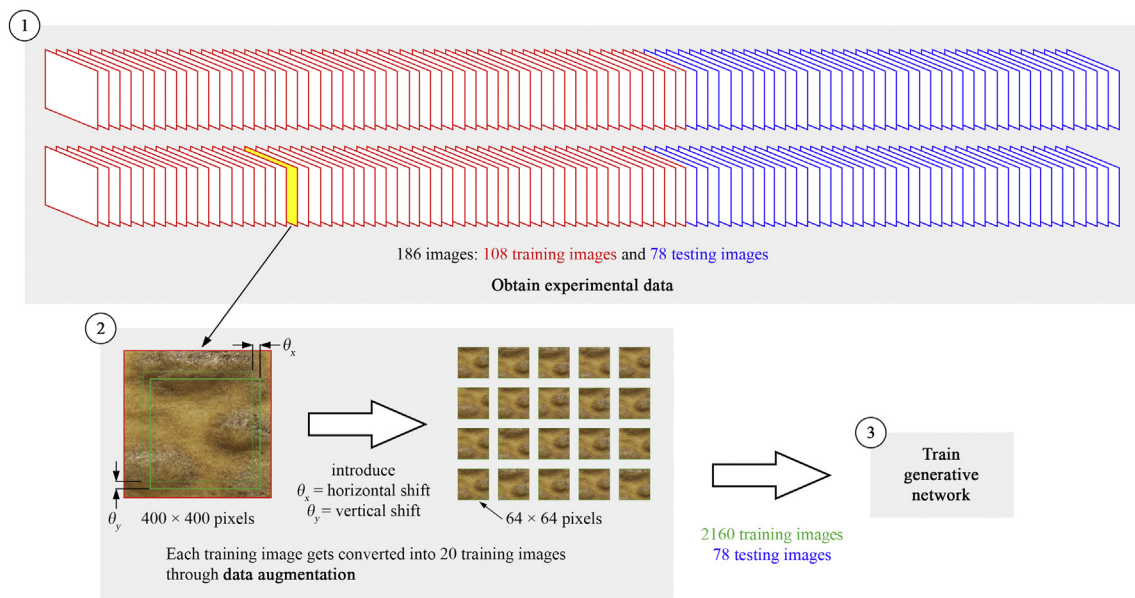 1
186 images: 108 training images and 78 testing images
Obtain experimental data
2
θx
θy
400 × 400 pixels
introduce
θx = horizontal shift
θy = vertical shift
64 × 64 pixels
Each training image gets converted into 20 training images
through data augmentation
2160 training images
78 testing images
3
Train
generative
network